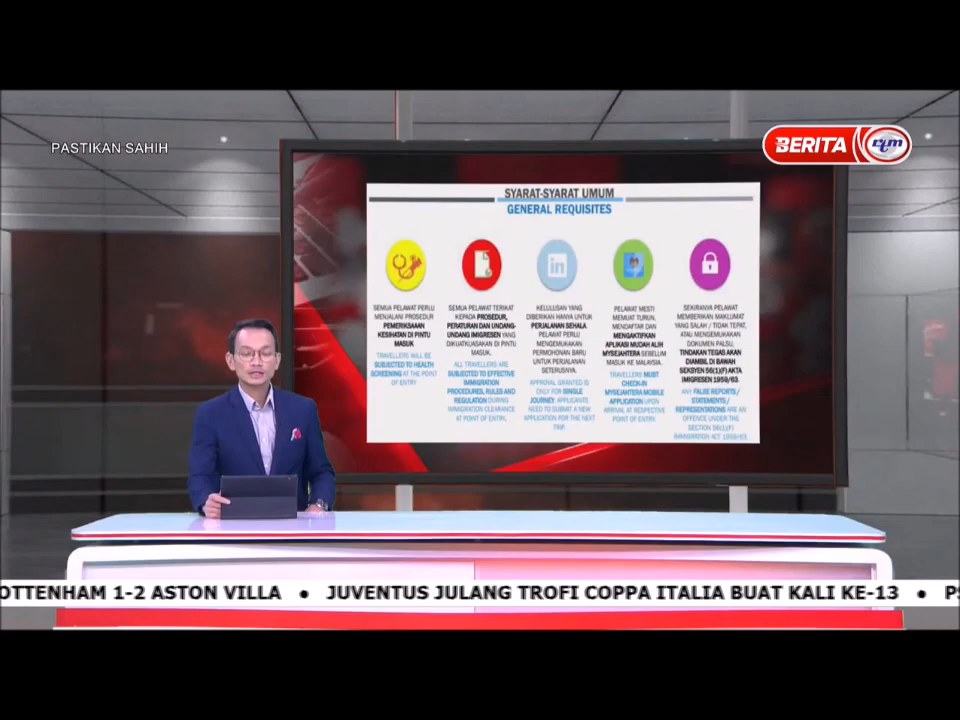 PASTIKAN SAHIH
BERITA rtm
SYARAT-SYARAT UMUM
GENERAL REQUISITES
SEMUA PELAWAT PERLU
MENJALANI PROSEDUR
PEMERIKSAAN
KESIHATAN DI PINTU
MASUK
TRAVELLERS WILL BE
SUBJECTED TO HEALTH
SCREENING AT THE POINT
OF ENTRY
SEMUA PELAWAT TERIKAT
KEPADA PROSEDUR,
PERATURAN DAN UNDANG-
UNDANG IMIGRESEN YANG
DIKUATKUASAKAN DI PINTU
MASUK.
ALL TRAVELLERS ARE
SUBJECTED TO EFFECTIVE
IMMIGRATION
PROCEDURES, RULES AND
REGULATION DURING
IMMIGRATION CLEARANCE
AT POINT OF ENTRY.
KELULUSAN YANG
DIBERIKAN HANYA UNTUK
PERJALANAN SEHALA.
PELAWAT PERLU
MENGEMUKAKAN
PERMOHONAN BARU
UNTUK PERJALANAN
SETERUSNYA.
APPROVAL GRANTED IS
ONLY FOR SINGLE
JOURNEY. APPLICANTS
NEED TO SUBMIT A NEW
APPLICATION FOR THE NEXT
TRIP.
PELAWAT MESTI
MEMUAT TURUN,
MENDAFTAR DAN
MENGAKTIFKAN
APLIKASI MUDAH ALIH
MYSEJAHTERA SEBELUM
MASUK KE MALAYSIA.
TRAVELLERS MUST
CHECK-IN
MYSEJAHTERA MOBILE
APPLICATION UPON
ARRIVAL AT RESPECTIVE
POINT OF ENTRY.
SEKIRANYA PELAWAT
MEMBERIKAN MAKLUMAT
YANG SALAH / TIDAK TEPAT,
ATAU MENGEMUKAKAN
DOKUMEN PALSU,
TINDAKAN TEGAS AKAN
DIAMBIL DI BAWAH
SEKSYEN 56(1)(F) AKTA
IMIGRESEN 1959/63.
ANY FALSE REPORTS /
STATEMENTS /
REPRESENTATIONS ARE AN
OFFENCE UNDER THE
SECTION 56(1)(F)
IMMIGRATION ACT 1959/63.
OTTENHAM 1-2 ASTON VILLA ● JUVENTUS JULANG TROFI COPPA ITALIA BUAT KALI KE-13 ● PS